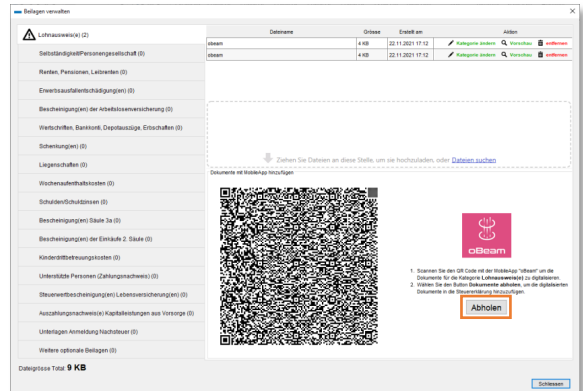 Beilagen verwalten
Lohnausweis(e) (2)
Selbständigkeit/Personengesellschaft (0)
Renten, Pensionen, Leibrenten (0)
Erwerbsausfallentschädigung(en) (0)
Bescheinigung(en) der Arbeitslosenversicherung (0)
Wertschriften, Bankkonti, Depotauszüge, Erbschaften (0)
Schenkung(en) (0)
Liegenschaften (0)
Wochenaufenthaltskosten (0)
Schulden/Schuldzinsen (0)
Bescheinigung(en) Säule 3a (0)
Bescheinigung(en) der Einkäufe 2. Säule (0)
Kinderdrittbetreuungskosten (0)
Unterstützte Personen (Zahlungsnachweis) (0)
Steuerwertbescheinigung(en) Lebensversicherung(en) (0)
Auszahlungsnachweis(e) Kapitalleistungen aus Vorsorge (0)
Unterlagen Anmeldung Nachsteuer (0)
Weitere optionale Beilagen (0)
Dateigrösse Total: 9 KB
Dateiname Grösse Erstellt am Aktion
obeam 4 KB 22.11.2021 17:12 Kategorie ändern Vorschau entfernen
obeam 4 KB 22.11.2021 17:12 Kategorie ändern Vorschau entfernen
Ziehen Sie Dateien an diese Stelle, um sie hochzuladen, oder Dateien suchen
Dokumente mit MobileApp hinzufügen
oBeam
1. Scannen Sie den QR Code mit der MobileApp "oBeam" um die
Dokumente für die Kategorie Lohnausweis(e) zu digitalisieren.
2. Wählen Sie den Button Dokumente abholen, um die digitalisierten
Dokumente in die Steuererklärung hinzuzufügen.
Abholen
Schliessen